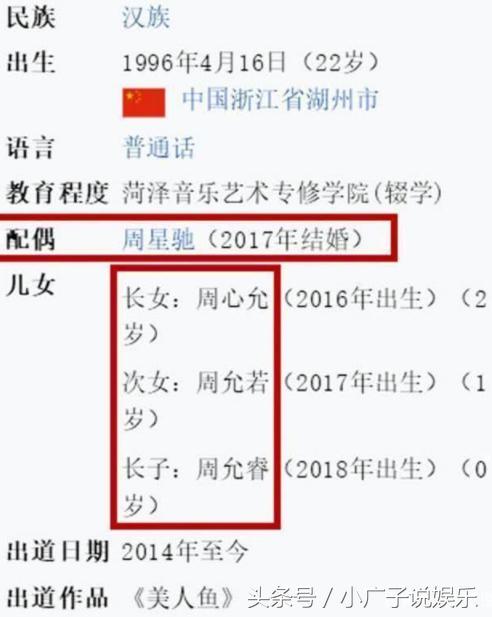 民族 汉族
出生 1996年4月16日（22岁）
中国浙江省湖州市
语言 普通话
教育程度 菏泽音乐艺术专修学院(辍学)
配偶 周星驰（2017年结婚）
儿女
长女：周心允（2016年出生）（2
岁）
次女：周允若（2017年出生）（1
岁）
长子：周允睿（2018年出生）（0
岁）
出道日期 2014年至今
出道作品 《美人鱼》
头条号／小广子说娱乐